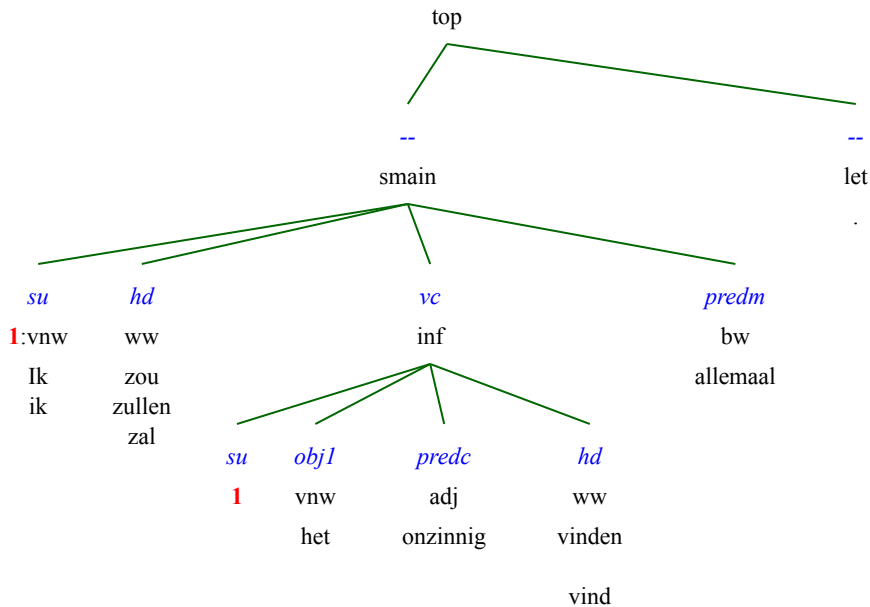 top
-- --
smain let
.
su hd vc predm
1:vnw ww inf bw
Ik zou allemaal
ik zullen
zal
su obj1 predc hd
1 vnw adj ww
het onzinnig vinden
vind